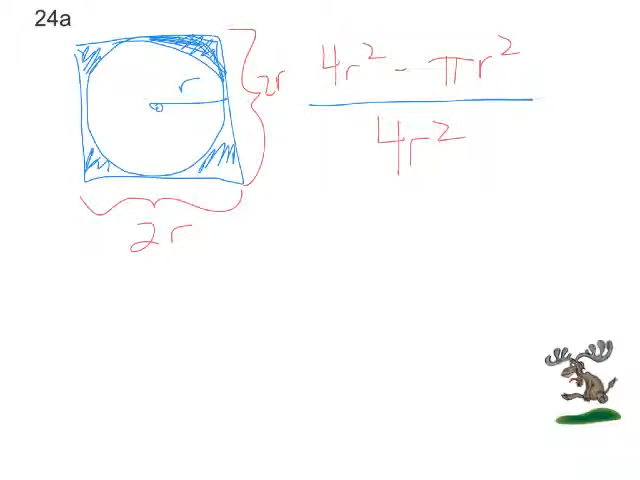 24a
r
2r
2r
4r² - πr²
4r²